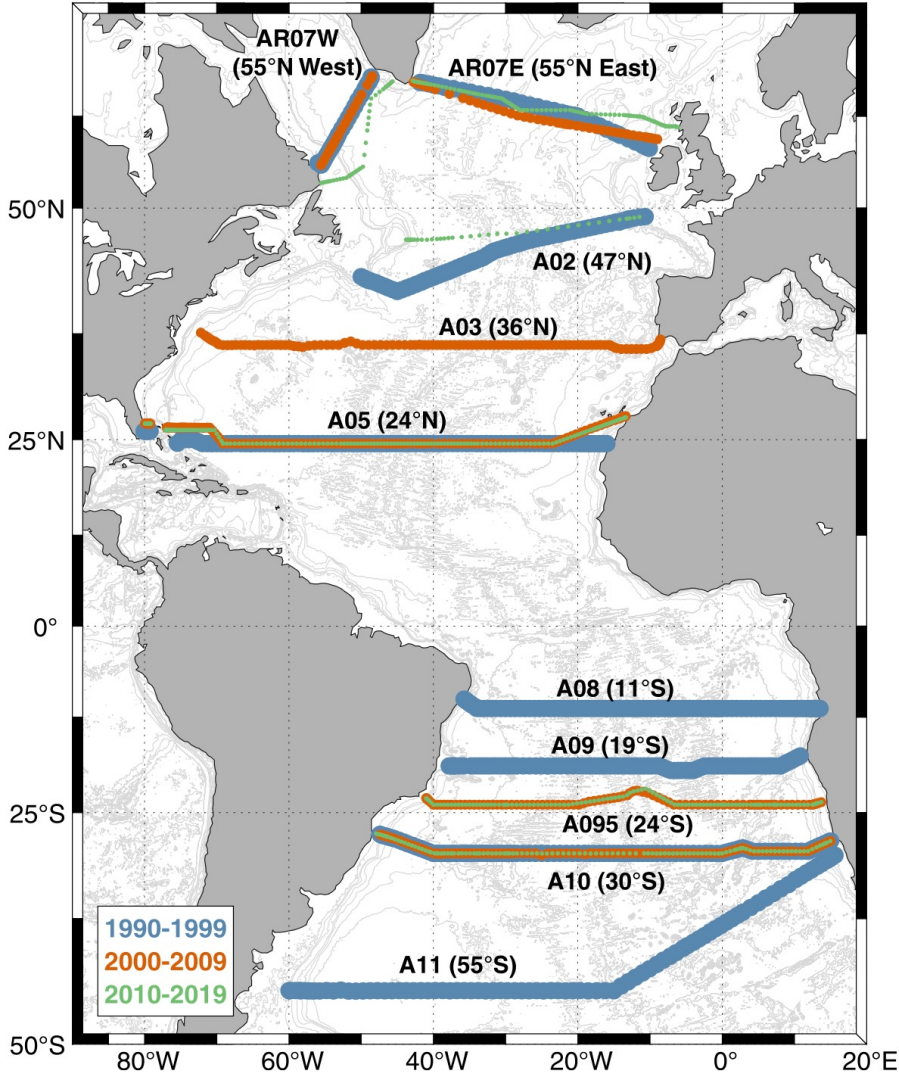 AR07W
(55°N West)
AR07E (55°N East)
50°N
A02 (47°N)
A03 (36°N)
A05 (24°N)
25°N
0°
A08 (11°S)
A09 (19°S)
25°S
A095 (24°S)
A10 (30°S)
1990-1999
2000-2009
2010-2019
A11 (55°S)
50°S
80°W
60°W
40°W
20°W
0°
20°E